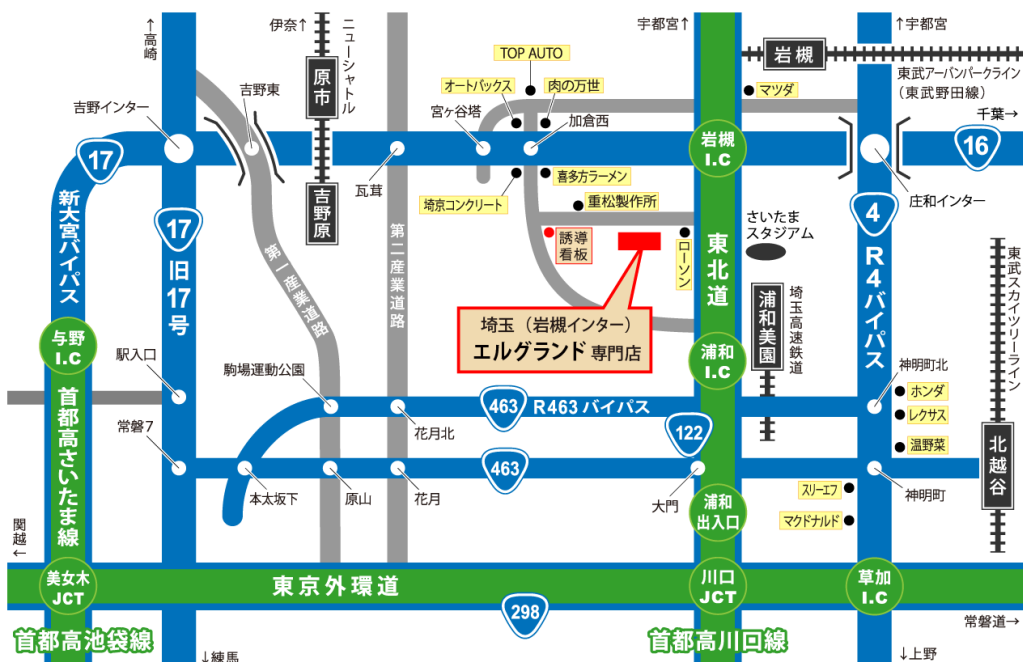 ↑高崎
伊奈↑
ニューシャトル
宇都宮↑
↑宇都宮
原市
TOP AUTO
岩槻
東武アーバンパークライン
(東武野田線)
吉野東
オートバックス
肉の万世
マツダ
吉野インター
宮ヶ谷塔
加倉西
千葉→
17
岩槻
I.C
16
瓦葺
喜多方ラーメン
埼京コンクリート
重松製作所
庄和インター
新大宮バイパス
17
旧17号
吉野原
第一産業道路
第二産業道路
誘導
看板
ローソン
東北道
さいたま
スタジアム
4
R4バイパス
東武スカイツリーライン
埼玉(岩槻インター)
エルグランド専門店
浦和美園
埼玉高速鉄道
与野
I.C
駅入口
駒場運動公園
浦和
I.C
神明町北
首都高さいたま線
463
R463バイパス
ホンダ
レクサス
常磐7
花月北
122
温野菜
北越谷
463
本太坂下
原山
花月
大門
神明町
スリーエフ
浦和
出入口
マクドナルド
関越←
美女木
JCT
東京外環道
川口
JCT
草加
I.C
298
常磐道→
首都高池袋線
首都高川口線
↓練馬
↓上野